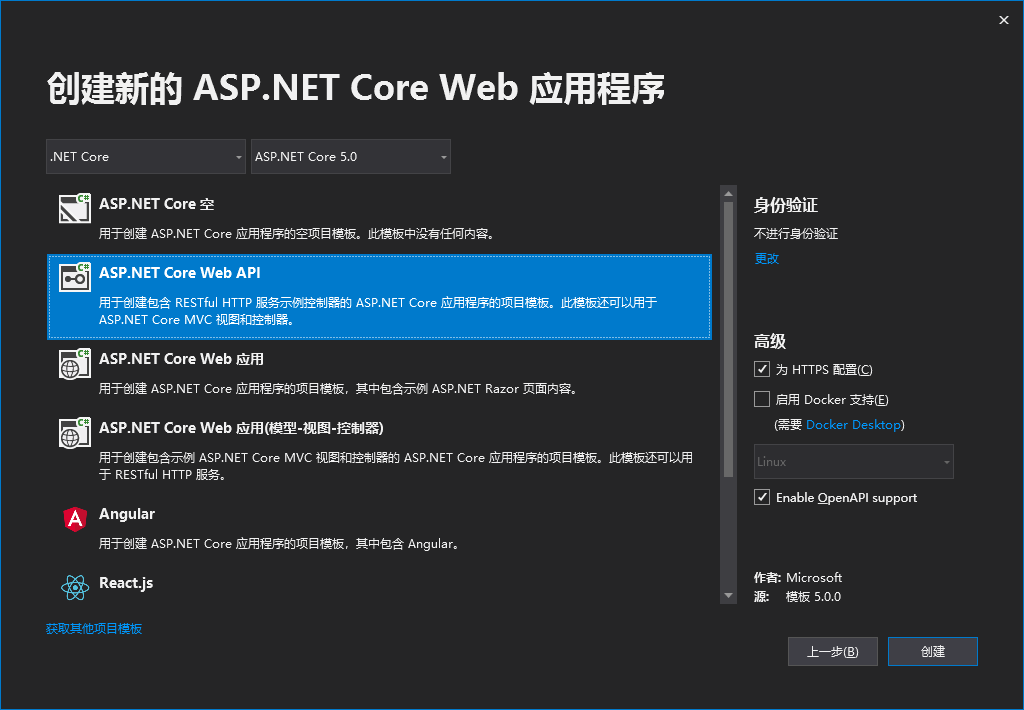 创建新的 ASP.NET Core Web 应用程序
.NET Core
ASP.NET Core 5.0
ASP.NET Core 空
用于创建 ASP.NET Core 应用程序的空项目模板。此模板中没有任何内容。
ASP.NET Core Web API
用于创建包含 RESTful HTTP 服务示例控制器的 ASP.NET Core 应用程序的项目模板。此模板还可以用于
ASP.NET Core MVC 视图和控制器。
ASP.NET Core Web 应用
用于创建 ASP.NET Core 应用程序的项目模板，其中包含示例 ASP.NET Razor 页面内容。
ASP.NET Core Web 应用(模型-视图-控制器)
用于创建包含示例 ASP.NET Core MVC 视图和控制器的 ASP.NET Core 应用程序的项目模板。此模板还可以用
于 RESTful HTTP 服务。
Angular
用于创建 ASP.NET Core 应用程序的项目模板，其中包含 Angular。
React.js
获取其他项目模板
身份验证
不进行身份验证
更改
高级
为 HTTPS 配置(C)
启用 Docker 支持(E)
(需要 Docker Desktop)
Linux
Enable OpenAPI support
作者: Microsoft
源: 模板 5.0.0
上一步(B)
创建